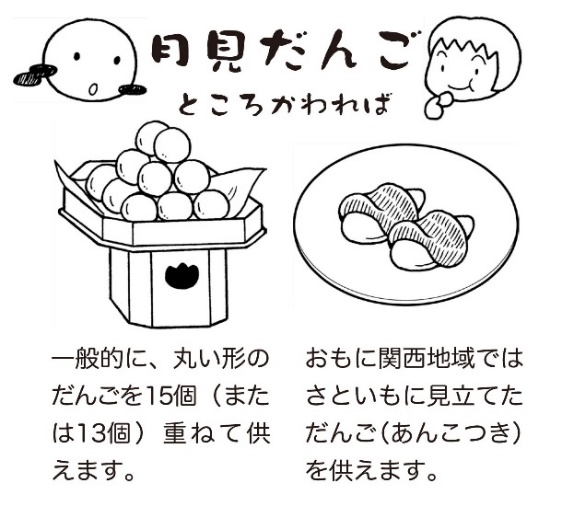 月見だんご
ところかわれば
一般的に、丸い形の
だんごを15個（また
は13個）重ねて供
えます。
おもに関西地域では
さといもに見立てた
だんご（あんこつき）
を供えます。